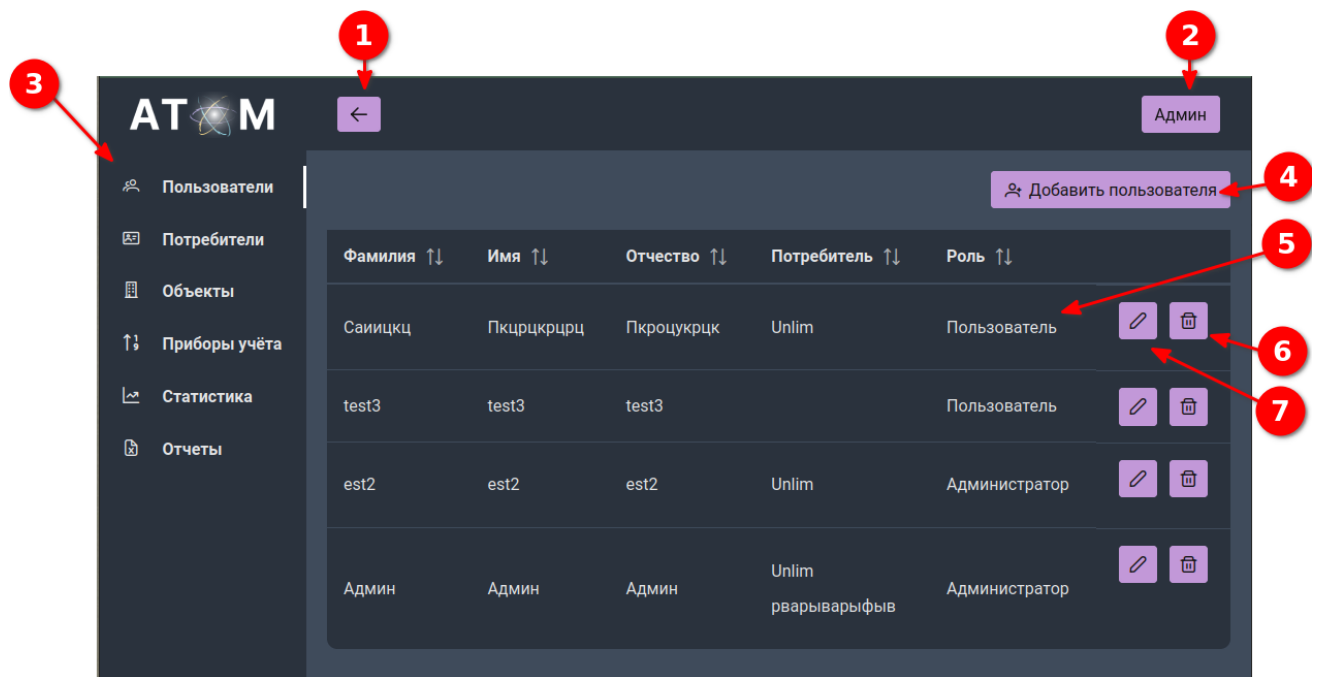 1
2
3
АТОМ
Админ
Пользователи
4
Добавить пользователя
Потребители
5
Фамилия Имя Отчество Потребитель Роль
Объекты
Саиицкц Пкцрцкрцрц Пкроцукрцк Unlim Пользователь
Приборы учёта
6
Статистика
test3 test3 test3 Пользователь
7
Отчеты
est2 est2 est2 Unlim Администратор
Админ Админ Админ Unlim рварыварыфыв Администратор